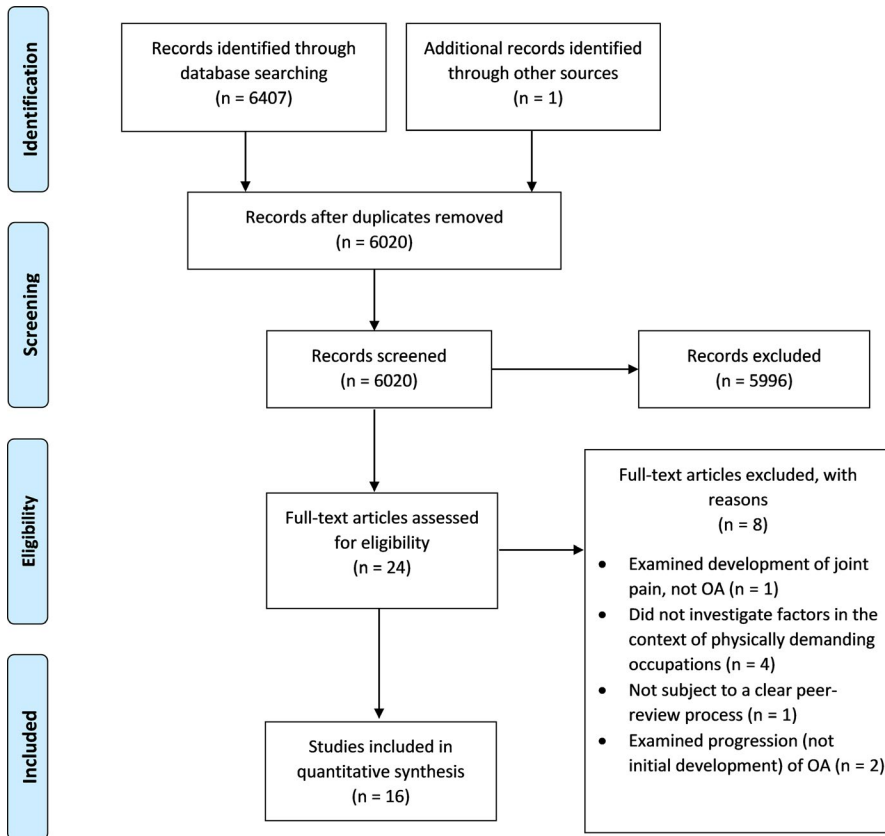 Identification
Records identified through
database searching
(n = 6407)
Additional records identified
through other sources
(n = 1)
Records after duplicates removed
(n = 6020)
Screening
Records screened
(n = 6020)
Records excluded
(n = 5996)
Eligibility
Full-text articles assessed
for eligibility
(n = 24)
Full-text articles excluded, with
reasons
(n = 8)
• Examined development of joint
pain, not OA (n = 1)
• Did not investigate factors in the
context of physically demanding
occupations (n = 4)
• Not subject to a clear peer-
review process (n = 1)
• Examined progression (not
initial development) of OA (n = 2)
Included
Studies included in
quantitative synthesis
(n = 16)